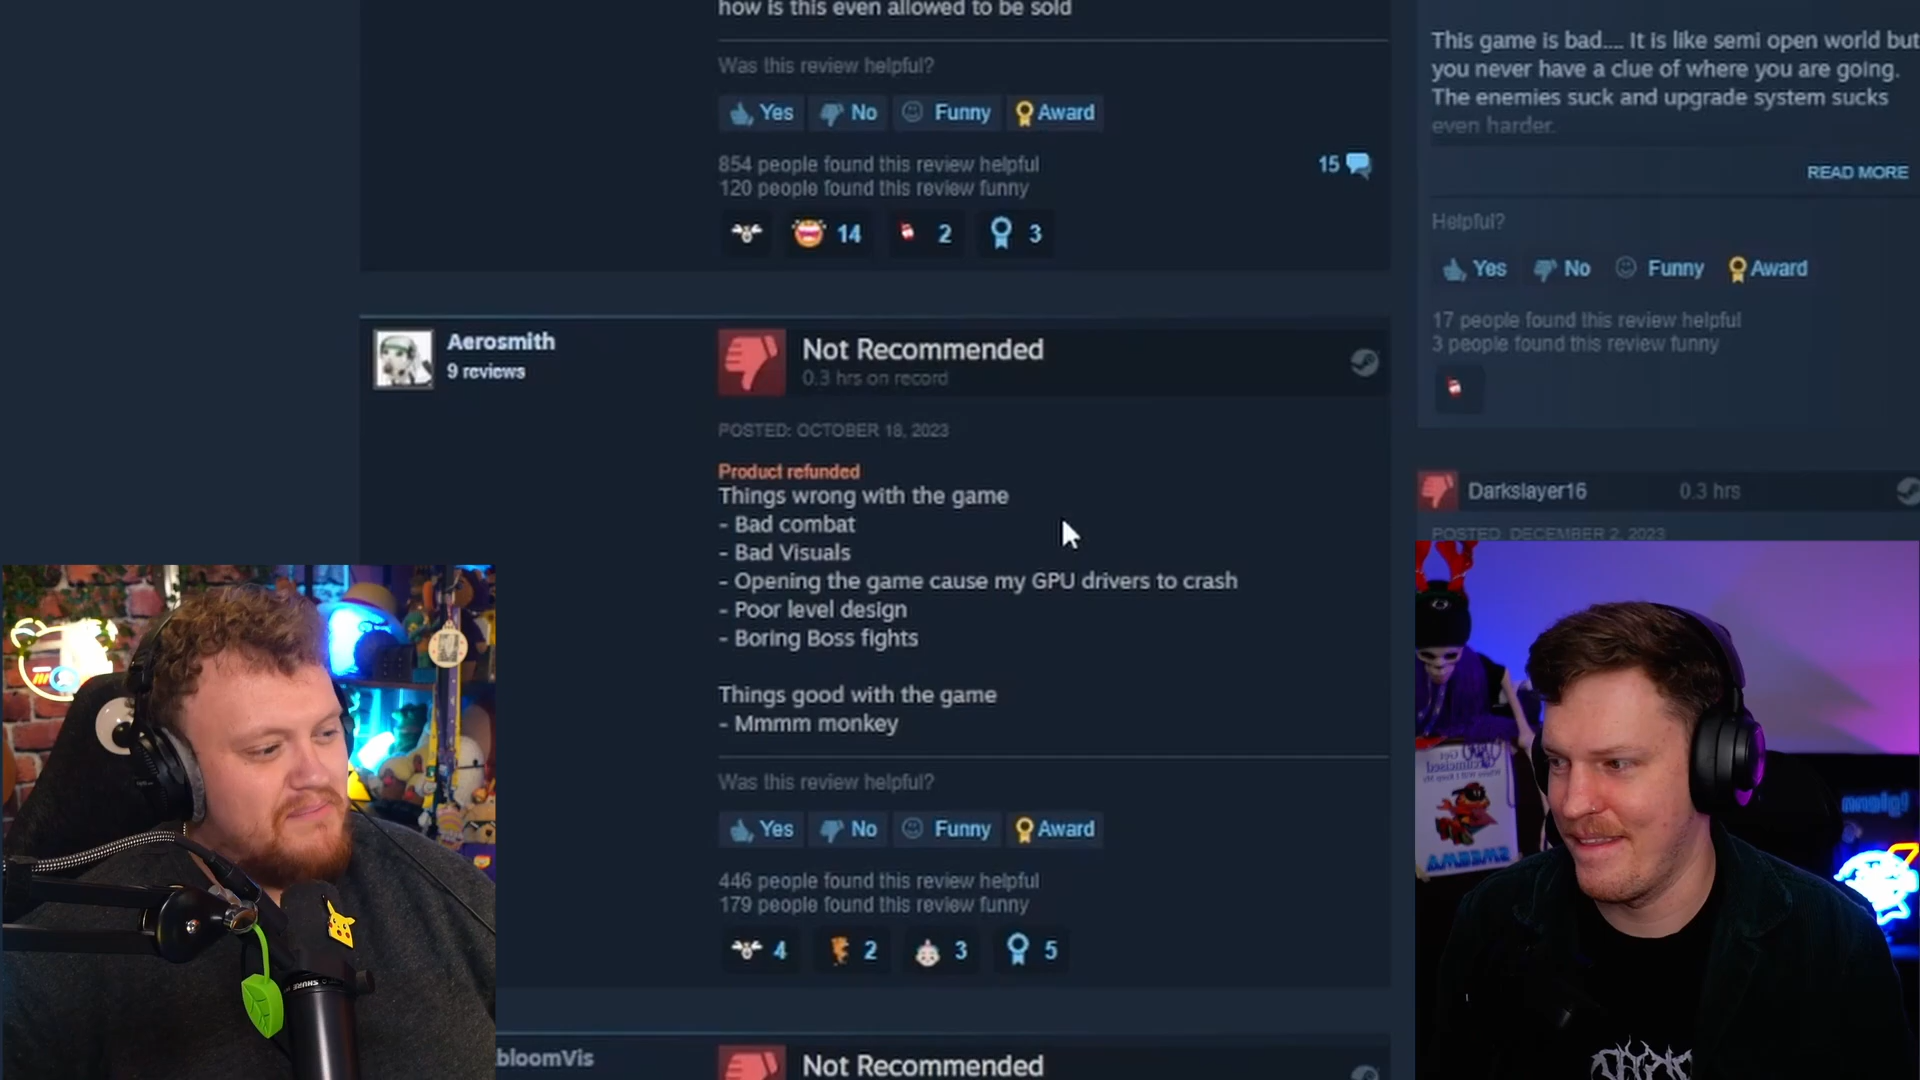 how is this even allowed to be sold
Was this review helpful?
Yes
No
Funny
Award
854 people found this review helpful
120 people found this review funny
15
14
2
3
Aerosmith
9 reviews
Not Recommended
0.3 hrs on record
POSTED: OCTOBER 18, 2023
Product refunded
Things wrong with the game
- Bad combat
- Bad Visuals
- Opening the game cause my GPU drivers to crash
- Poor level design
- Boring Boss fights
Things good with the game
- Mmmm monkey
Was this review helpful?
Yes
No
Funny
Award
446 people found this review helpful
179 people found this review funny
4
2
3
5
bloomVis
Not Recommended
This game is bad.... It is like semi open world but
you never have a clue of where you are going.
The enemies suck and upgrade system sucks
even harder.
READ MORE
Helpful?
Yes
No
Funny
Award
17 people found this review helpful
3 people found this review funny
Darkslayer16
0.3 hrs
POSTED: DECEMBER 2, 2023
SHURE